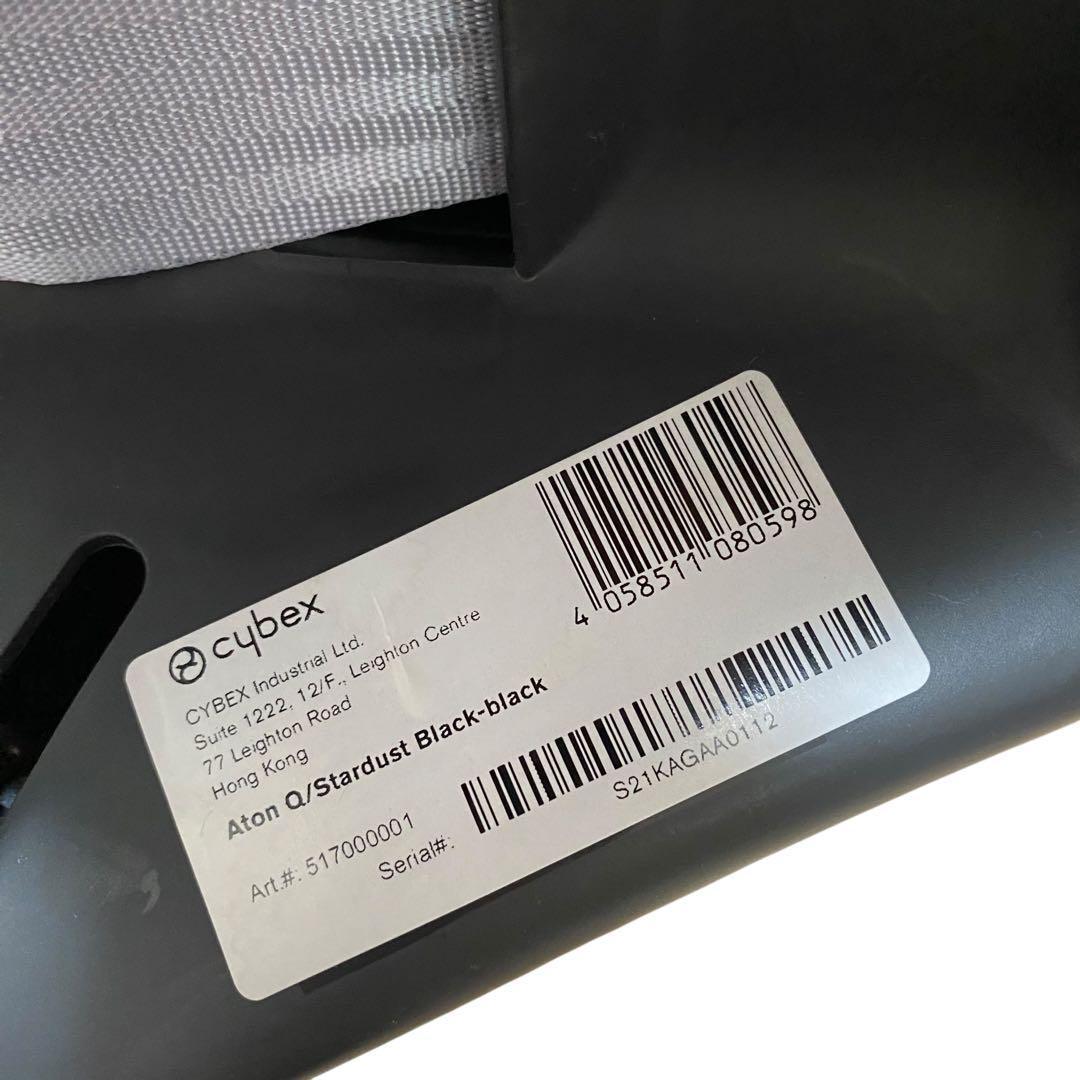 cybex
CYBEX Industrial Ltd.
Suite 1222, 12/F., Leighton Centre
77 Leighton Road
Hong Kong
Aton Q/Stardust Black-black
Art.#: 517000001
Serial#:
4 058511 080598
S21KAGAA0112